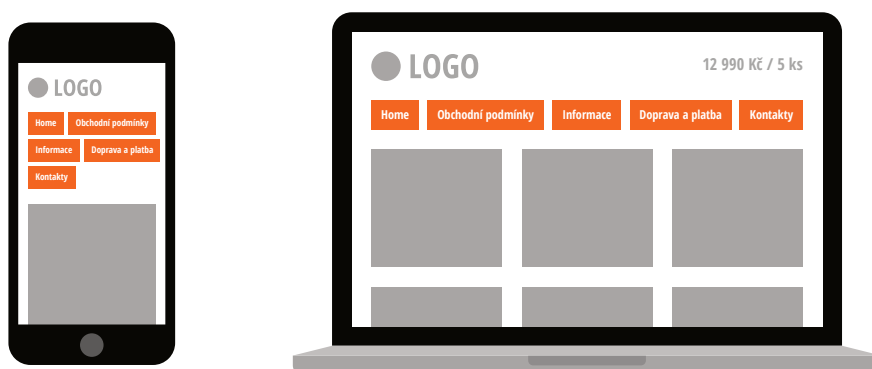 LOGO
Home Obchodní podmínky
Informace Doprava a platba
Kontakty
LOGO 12 990 Kč / 5 ks
Home Obchodní podmínky Informace Doprava a platba Kontakty